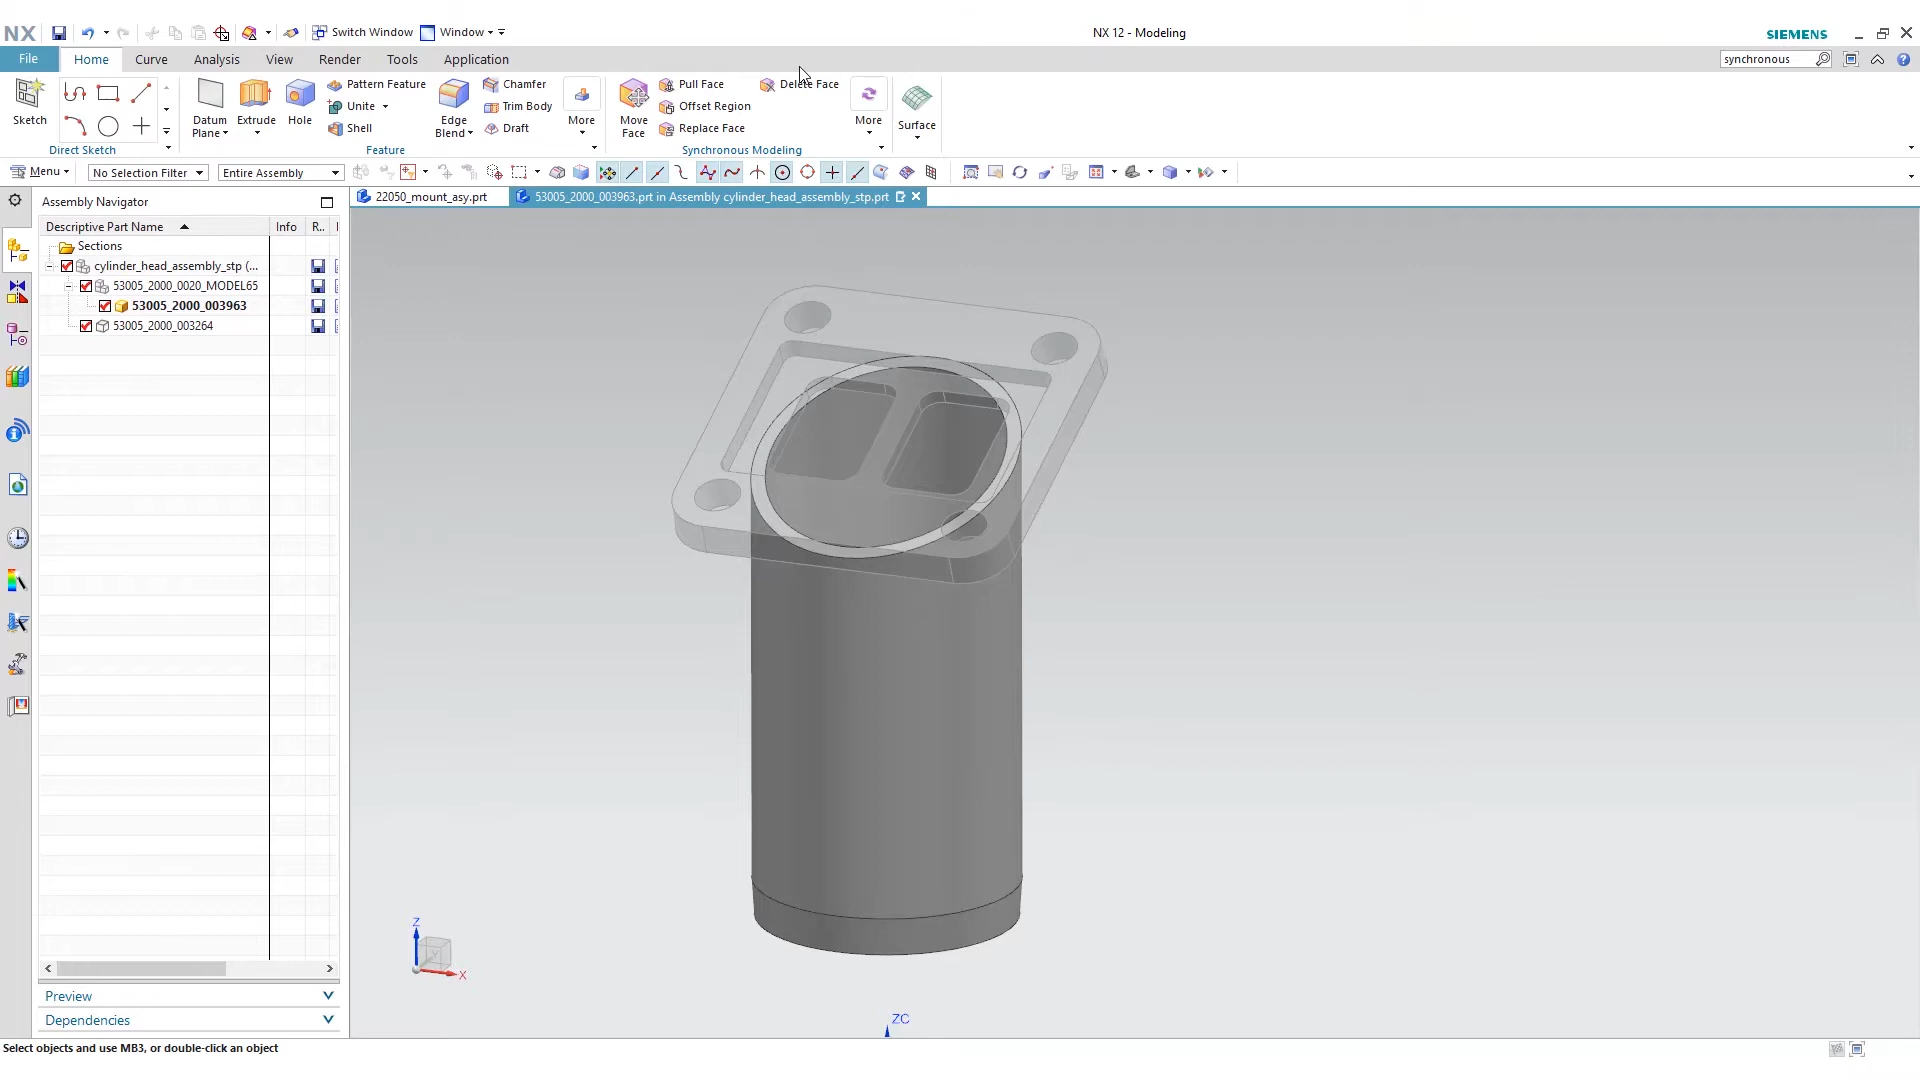 NX
Switch Window
Window
NX 12 - Modeling
SIEMENS
File
Home
Curve
Analysis
View
Render
Tools
Application
synchronous
Sketch
Direct Sketch
Datum
Plane
Extrude
Hole
Pattern Feature
Unite
Shell
Edge
Blend
Chamfer
Trim Body
Draft
More
Feature
Move
Face
Pull Face
Offset Region
Replace Face
Delete Face
More
Synchronous Modeling
Surface
Menu
No Selection Filter
Entire Assembly
Assembly Navigator
22050_mount_asy.prt
53005_2000_003963.prt in Assembly cylinder_head_assembly_stp.prt
Descriptive Part Name
Info
R..
Sections
cylinder_head_assembly_stp (...
53005_2000_0020_MODEL65
53005_2000_003963
53005_2000_003264
Z
Y
X
ZC
Preview
Dependencies
Select objects and use MB3, or double-click an object